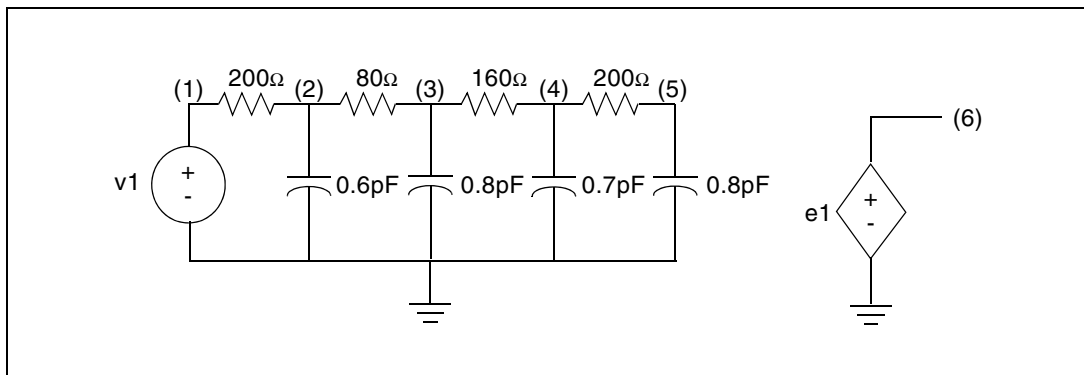 200Ω 80Ω 160Ω 200Ω
(1) (2) (3) (4) (5)
(6)
v1 + -
0.6pF 0.8pF 0.7pF 0.8pF
e1 + -